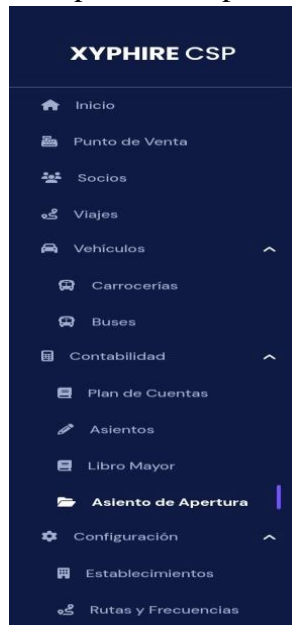 XYPHIRE CSP
Inicio
Punto de Venta
Socios
Viajes
Vehículos
Carrocerías
Buses
Contabilidad
Plan de Cuentas
Asientos
Libro Mayor
Asiento de Apertura
Configuración
Establecimientos
Rutas y Frecuencias